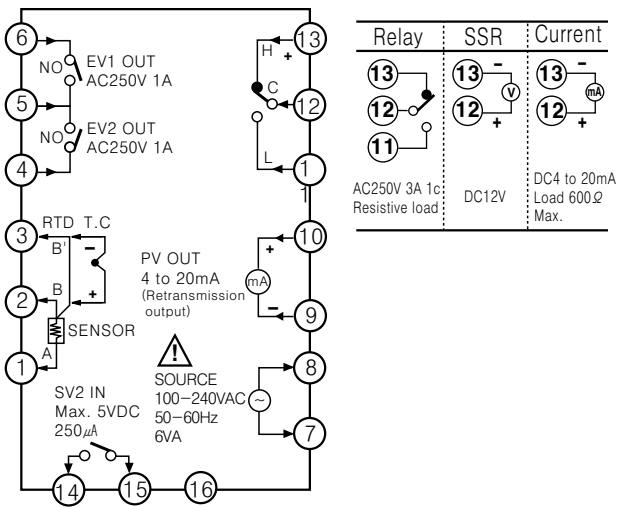 6
NO
EV1 OUT
AC250V 1A
5
NO
EV2 OUT
AC250V 1A
4
3
RTD T.C
B'
−
B
+
2
SENSOR
A
1
SV2 IN
Max. 5VDC
250㎂
14
15
16
13
H
+
C
12
L
1
1
PV OUT
4 to 20mA
(Retransmission
output)
10
+
mA
−
9
!
SOURCE
100−240VAC
50−60Hz
6VA
8
~
7
Relay
13
12
11
AC250V 3A 1c
Resistive load
SSR
13 −
V
12
+
DC12V
Current
13 −
mA
12
+
DC4 to 20mA
Load 600Ω
Max.